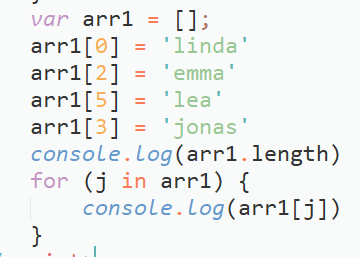 var arr1 = [];
arr1[0] = 'linda'
arr1[2] = 'emma'
arr1[5] = 'lea'
arr1[3] = 'jonas'
console.log(arr1.length)
for (j in arr1) {
    console.log(arr1[j])
}